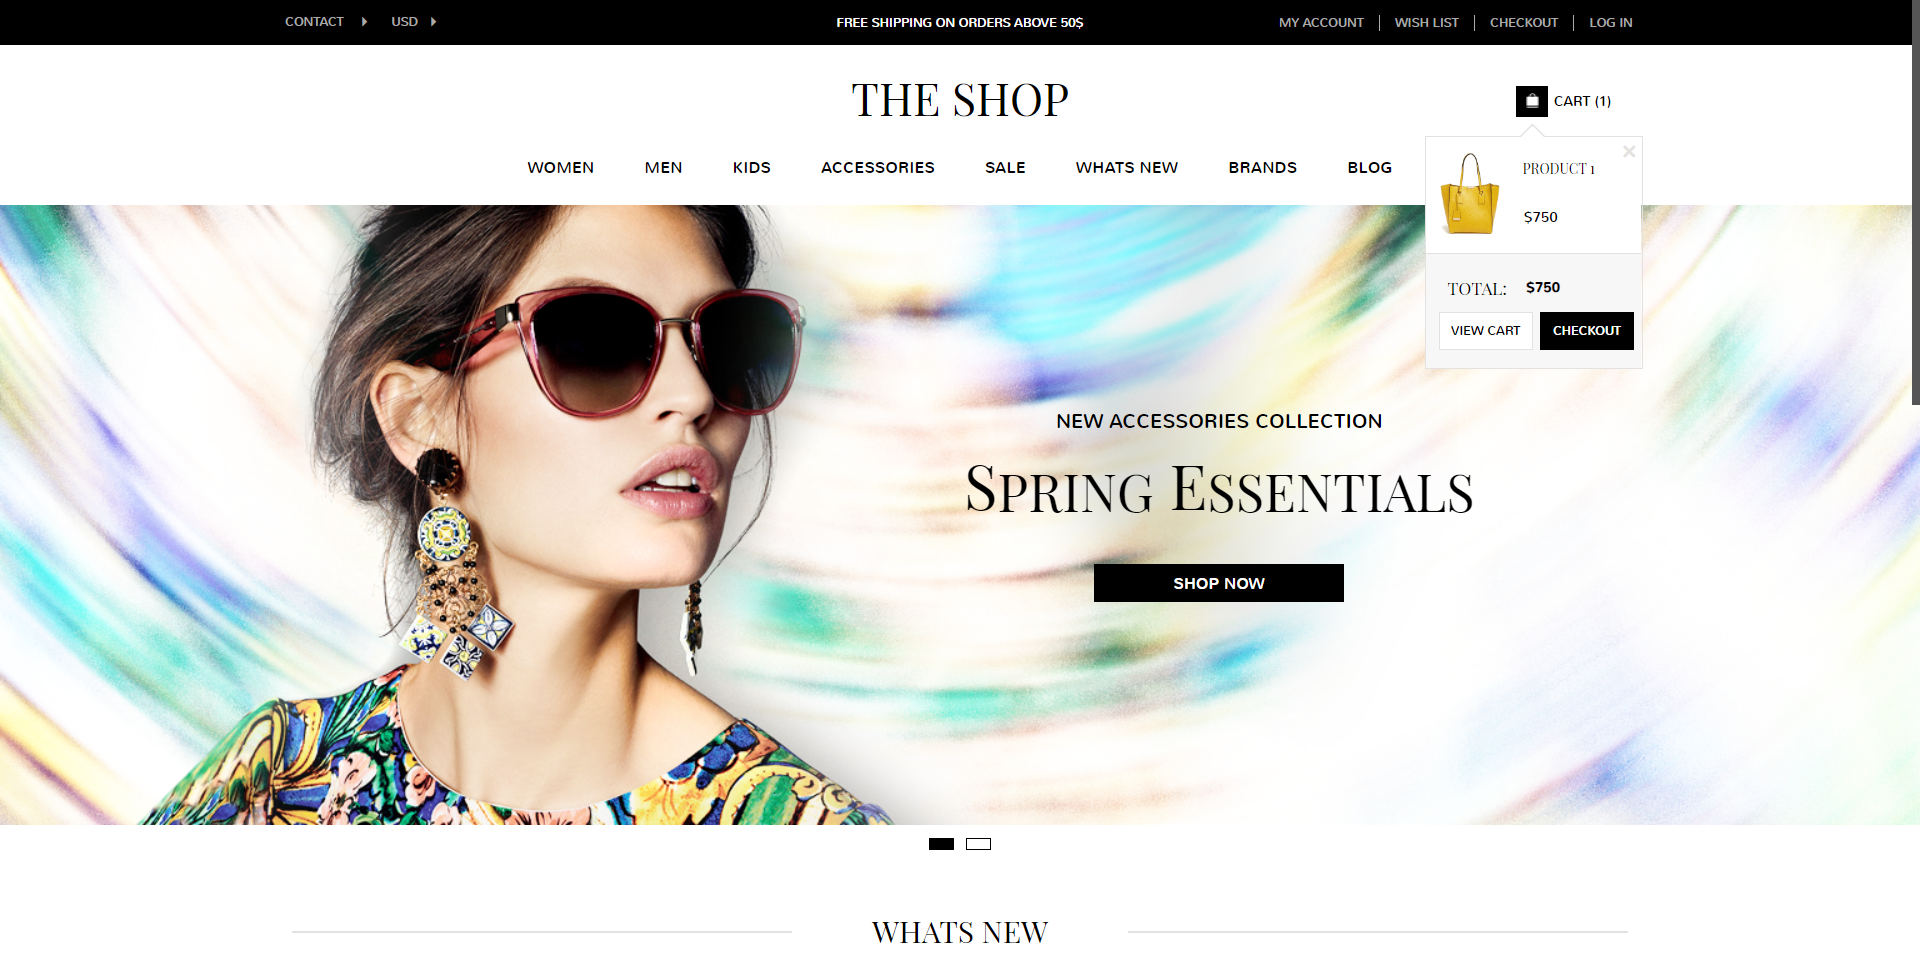 CONTACT
USD
FREE SHIPPING ON ORDERS ABOVE 50$
MY ACCOUNT
WISH LIST
CHECKOUT
LOG IN
THE SHOP
CART (1)
WOMEN
MEN
KIDS
ACCESSORIES
SALE
WHATS NEW
BRANDS
BLOG
PRODUCT 1
$750
TOTAL: $750
VIEW CART
CHECKOUT
NEW ACCESSORIES COLLECTION
SPRING ESSENTIALS
SHOP NOW
WHATS NEW